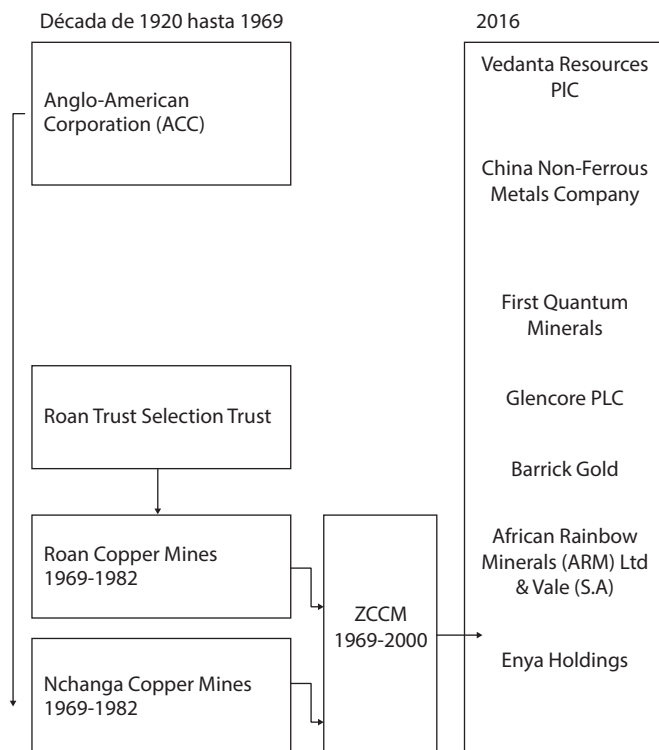 Década de 1920 hasta 1969
2016
Anglo-American
Corporation (ACC)
Roan Trust Selection Trust
Roan Copper Mines
1969-1982
Nchanga Copper Mines
1969-1982
ZCCM
1969-2000
Vedanta Resources
PlC
China Non-Ferrous
Metals Company
First Quantum
Minerals
Glencore PLC
Barrick Gold
African Rainbow
Minerals (ARM) Ltd
& Vale (S.A)
Enya Holdings